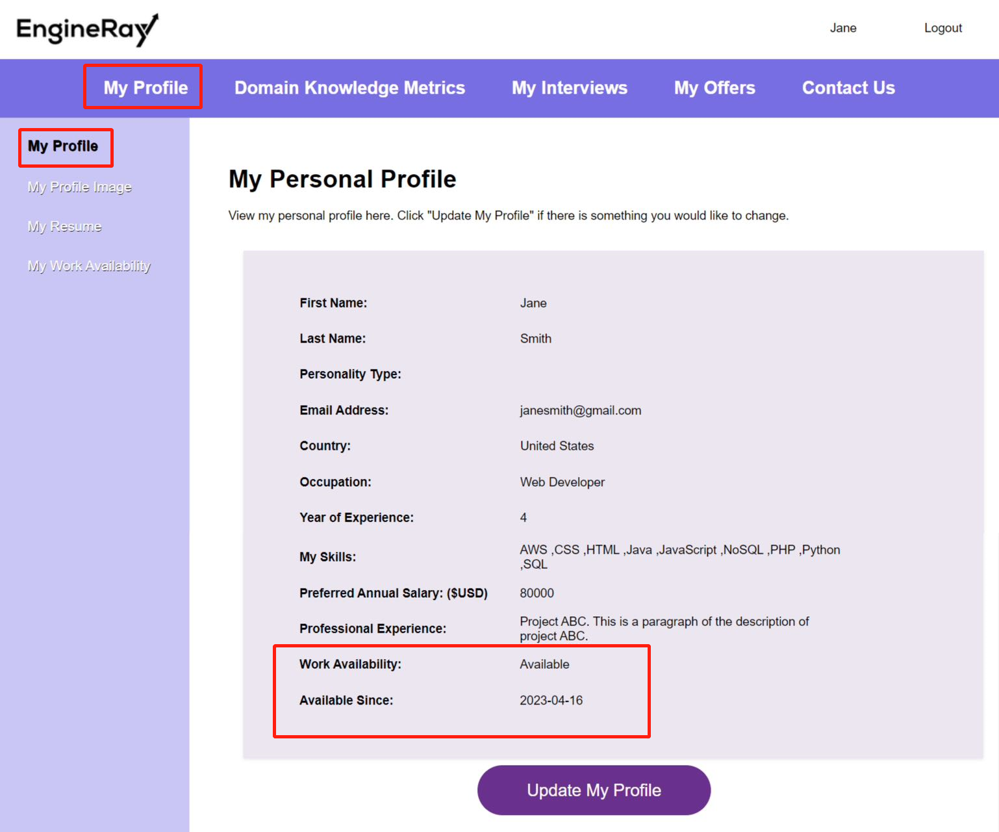 EngineRay
Jane
Logout
My Profile
Domain Knowledge Metrics
My Interviews
My Offers
Contact Us
My Profile
My Profile Image
My Resume
My Work Availability
My Personal Profile
View my personal profile here. Click "Update My Profile" if there is something you would like to change.
First Name: Jane
Last Name: Smith
Personality Type:
Email Address: janesmith@gmail.com
Country: United States
Occupation: Web Developer
Year of Experience: 4
My Skills: AWS ,CSS ,HTML ,Java ,JavaScript ,NoSQL ,PHP ,Python
,SQL
Preferred Annual Salary: ($USD) 80000
Professional Experience: Project ABC. This is a paragraph of the description of
project ABC.
Work Availability: Available
Available Since: 2023-04-16
Update My Profile